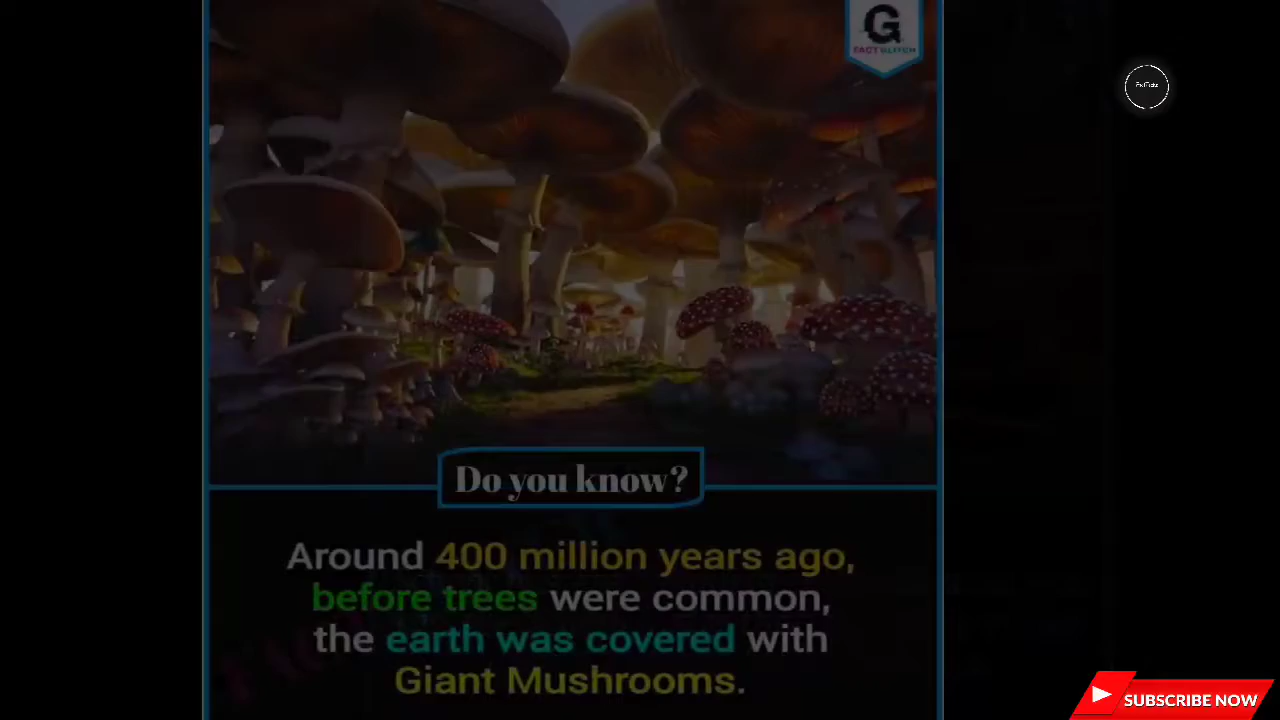 G
FACT GLITCH
Do you know?
Around 400 million years ago,
before trees were common,
the earth was covered with
Giant Mushrooms.
SUBSCRIBE NOW